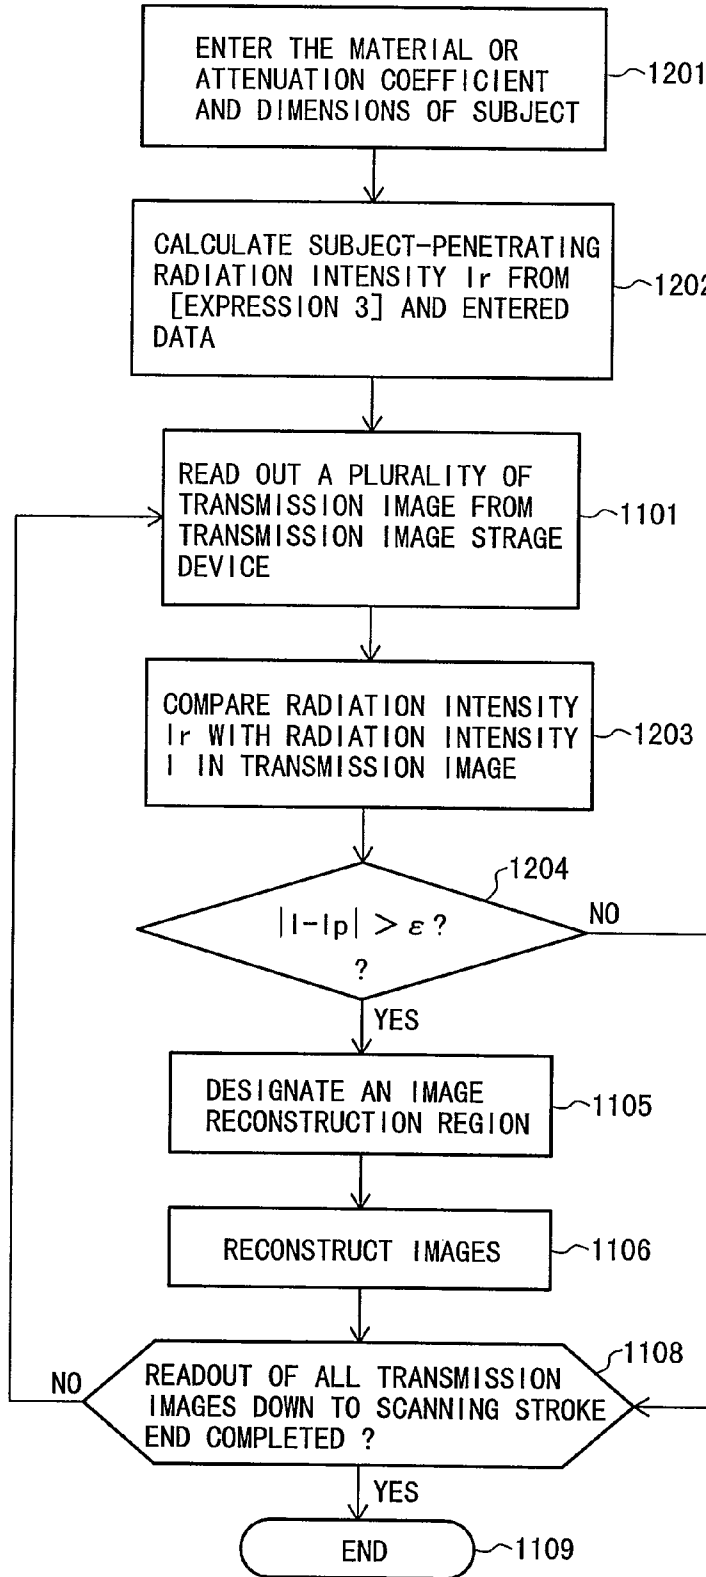 ENTER THE MATERIAL OR
ATTENUATION COEFFICIENT
AND DIMENSIONS OF SUBJECT
1201
CALCULATE SUBJECT-PENETRATING
RADIATION INTENSITY Ir FROM
[EXPRESSION 3] AND ENTERED
DATA
1202
READ OUT A PLURALITY OF
TRANSMISSION IMAGE FROM
TRANSMISSION IMAGE STRAGE
DEVICE
1101
COMPARE RADIATION INTENSITY
Ir WITH RADIATION INTENSITY
I IN TRANSMISSION IMAGE
1203
1204
|I-Ip| > ε ?
?
NO
YES
DESIGNATE AN IMAGE
RECONSTRUCTION REGION
1105
RECONSTRUCT IMAGES
1106
1108
NO
READOUT OF ALL TRANSMISSION
IMAGES DOWN TO SCANNING STROKE
END COMPLETED ?
YES
END
1109